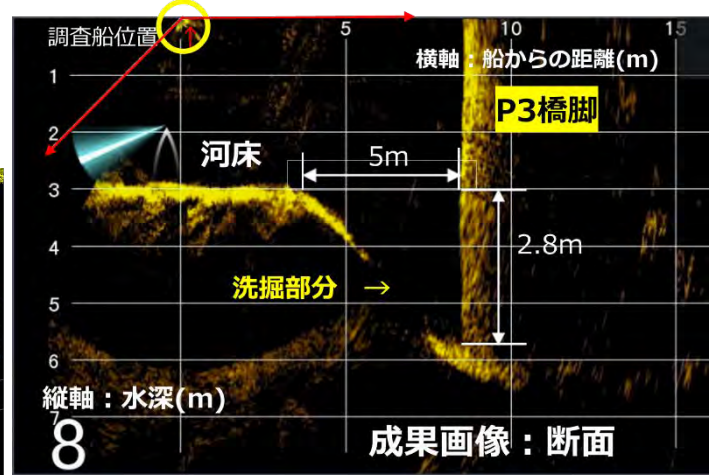 調査船位置
5
10
15
横軸：船からの距離(m)
1
P3橋脚
2
河床
5m
3
2.8m
4
洗掘部分 →
5
6
縦軸：水深(m)
7
8
成果画像：断面